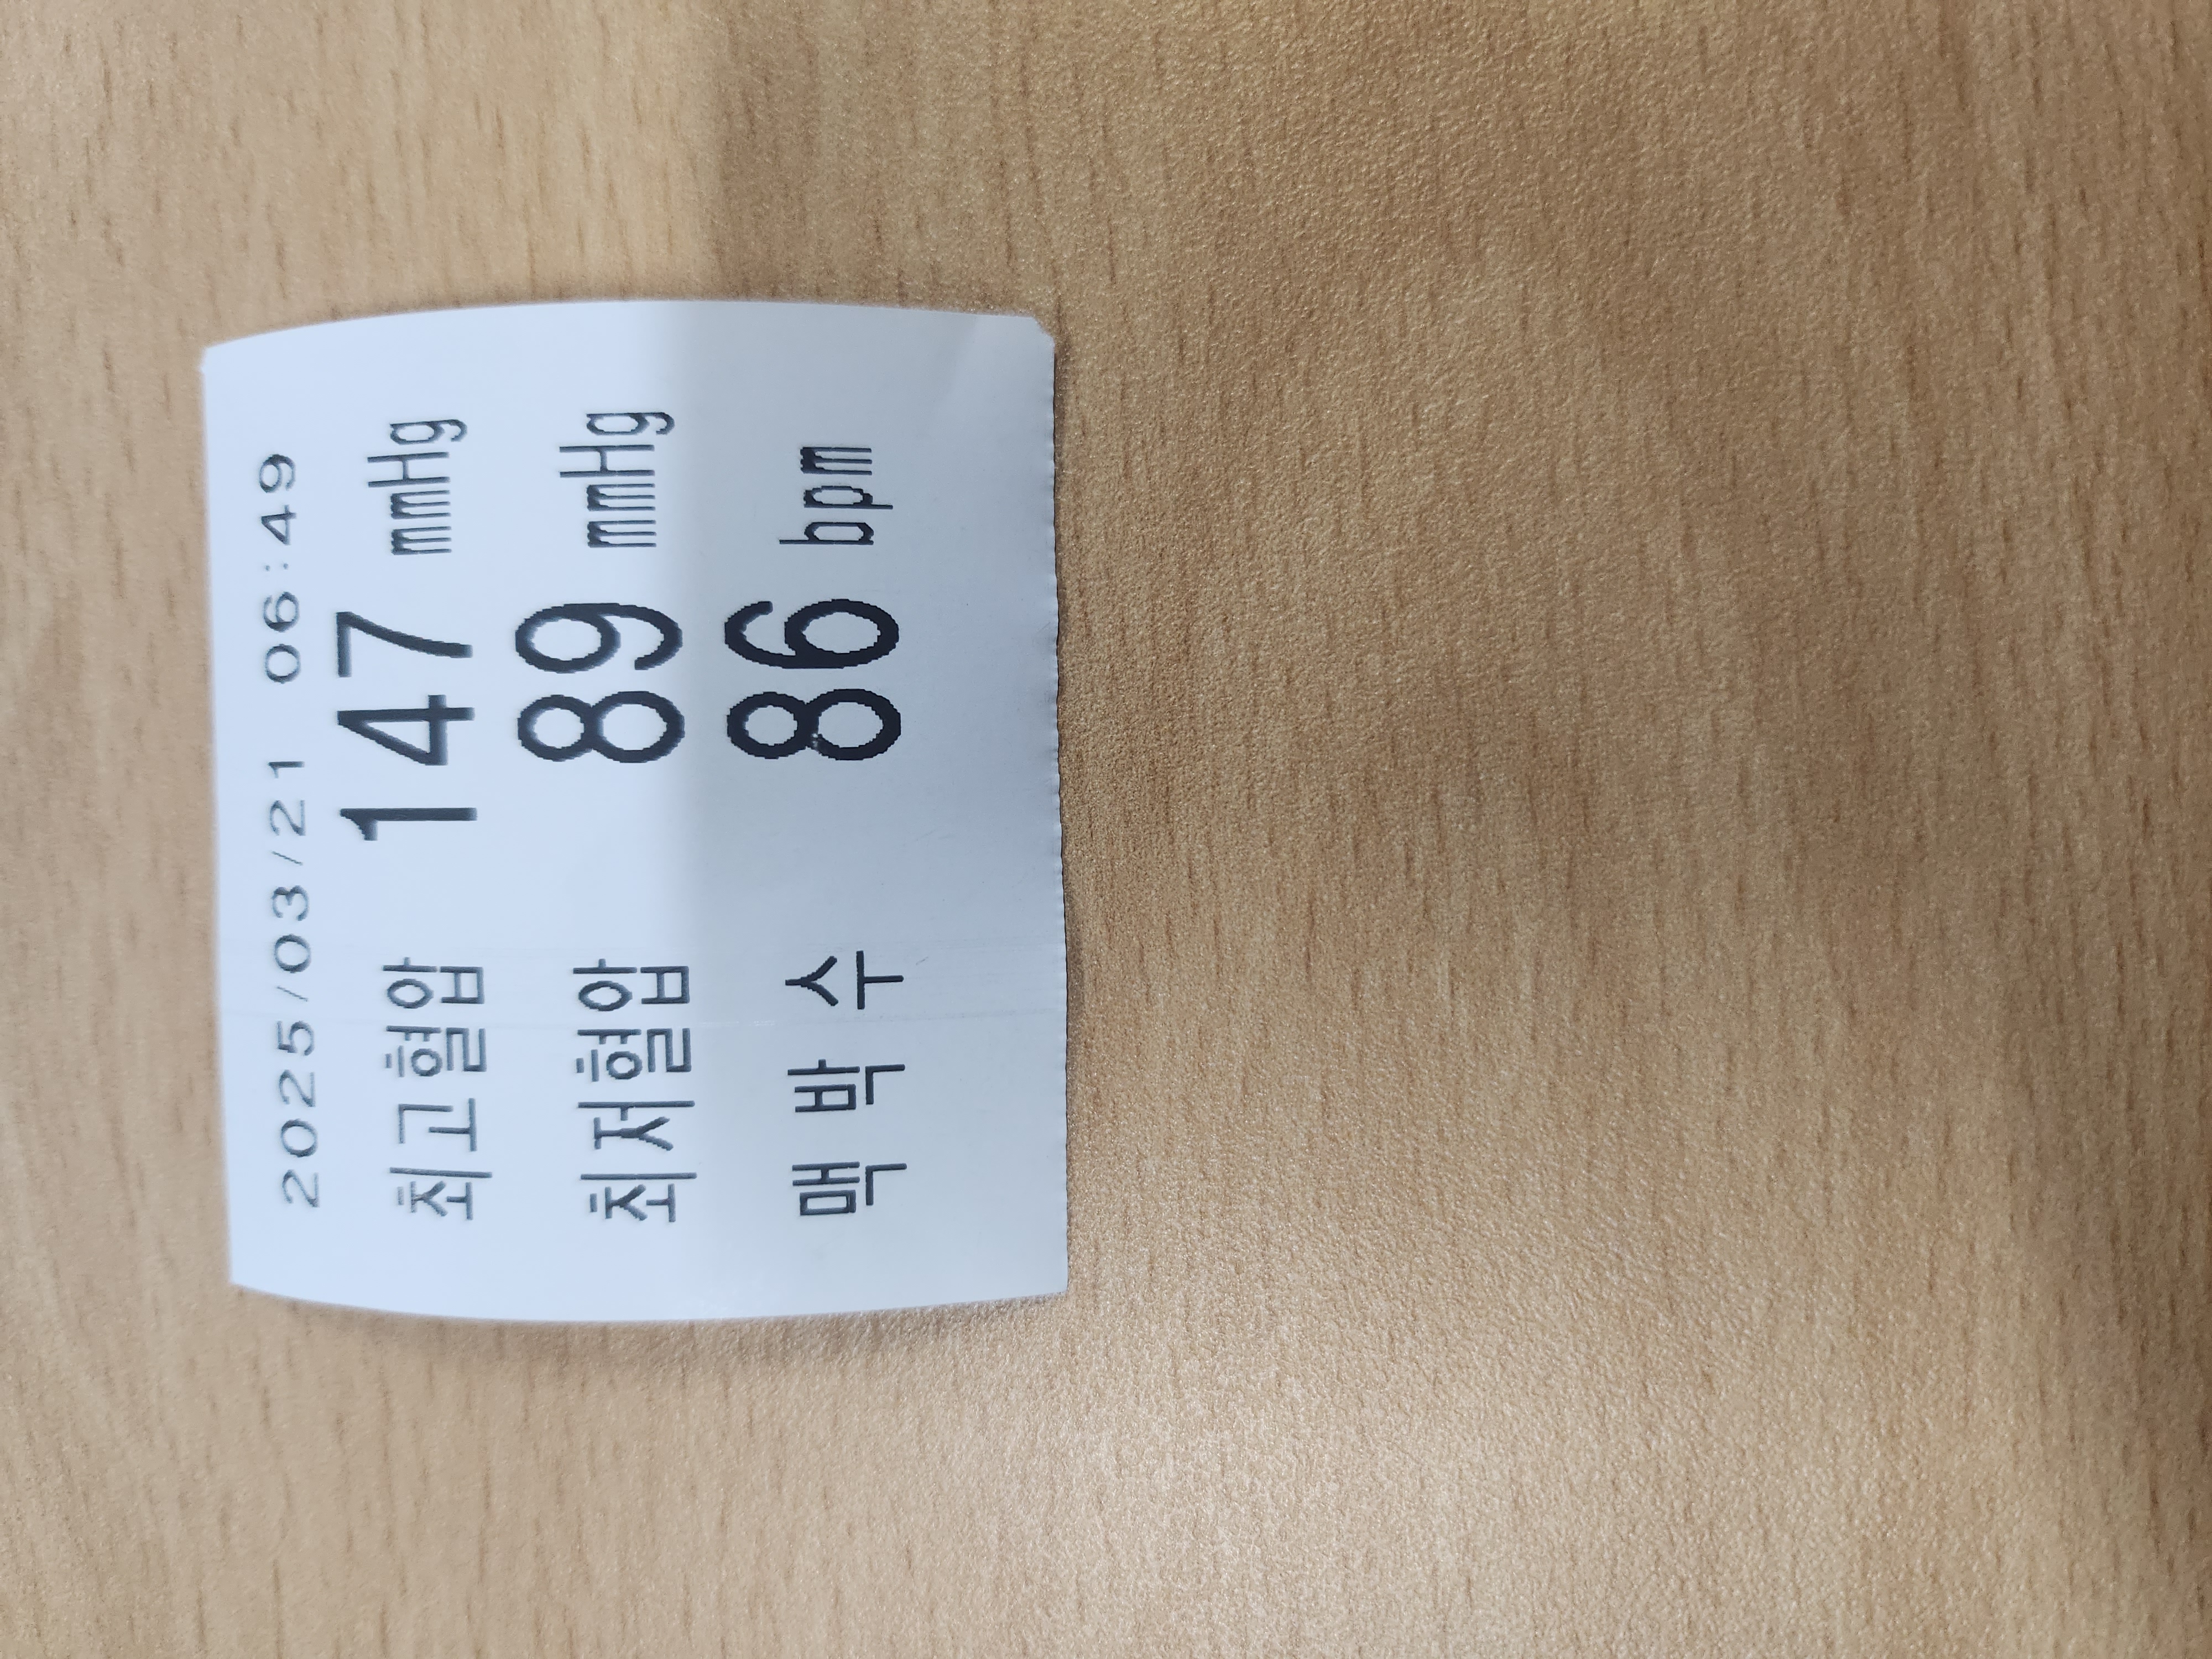 2025/03/21 06:49
최고혈압 147 mmHg
최저혈압 89 mmHg
맥박수 86 bpm